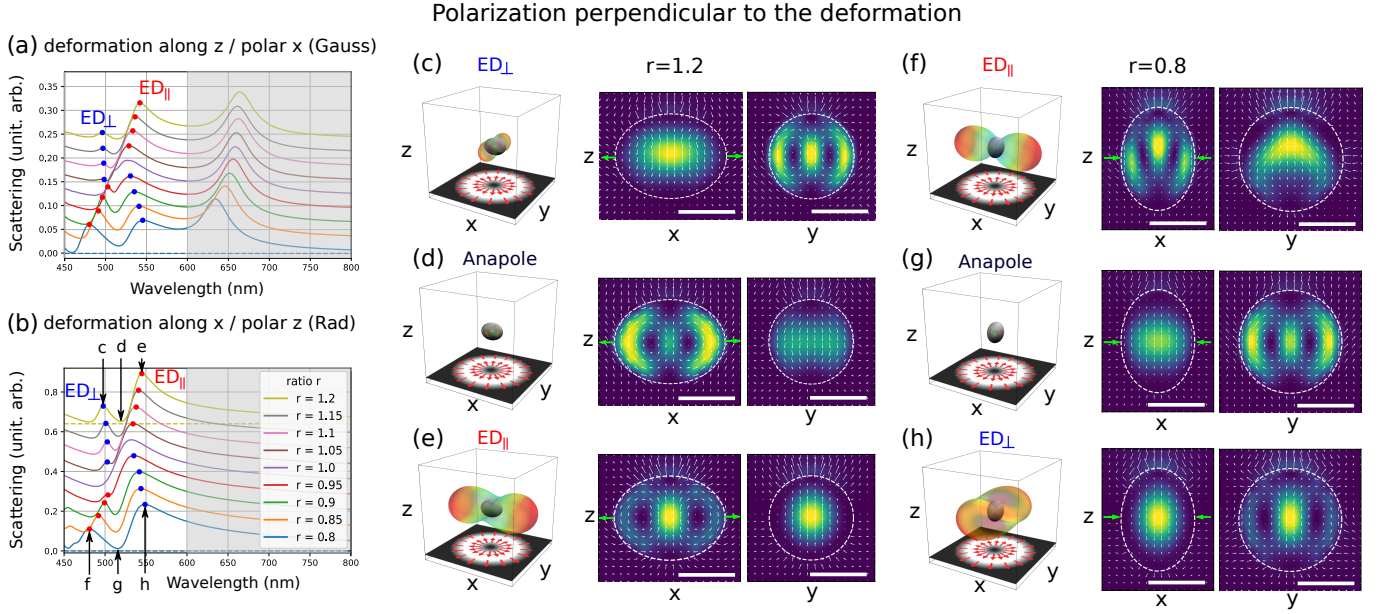 Polarization perpendicular to the deformation
(a) deformation along z / polar x (Gauss)
ED∥
ED⊥
Scattering (unit. arb.)
0.35
0.30
0.25
0.20
0.15
0.10
0.05
0.00
450 500 550 600 650 700 750 800
Wavelength (nm)
(b) deformation along x / polar z (Rad)
c d e
ED⊥ ED∥
Scattering (unit. arb.)
0.8
0.6
0.4
0.2
0.0
ratio r
r = 1.2
r = 1.15
r = 1.1
r = 1.05
r = 1.0
r = 0.95
r = 0.9
r = 0.85
r = 0.8
450 500 550 600 650 700 750 800
f g h
Wavelength (nm)
(c) ED⊥ r=1.2
z x y z x y
(d) Anapole
z x y z x y
(e) ED∥
z x y z x y
(f) ED∥ r=0.8
z x y z x y
(g) Anapole
z x y z x y
(h) ED⊥
z x y z x y